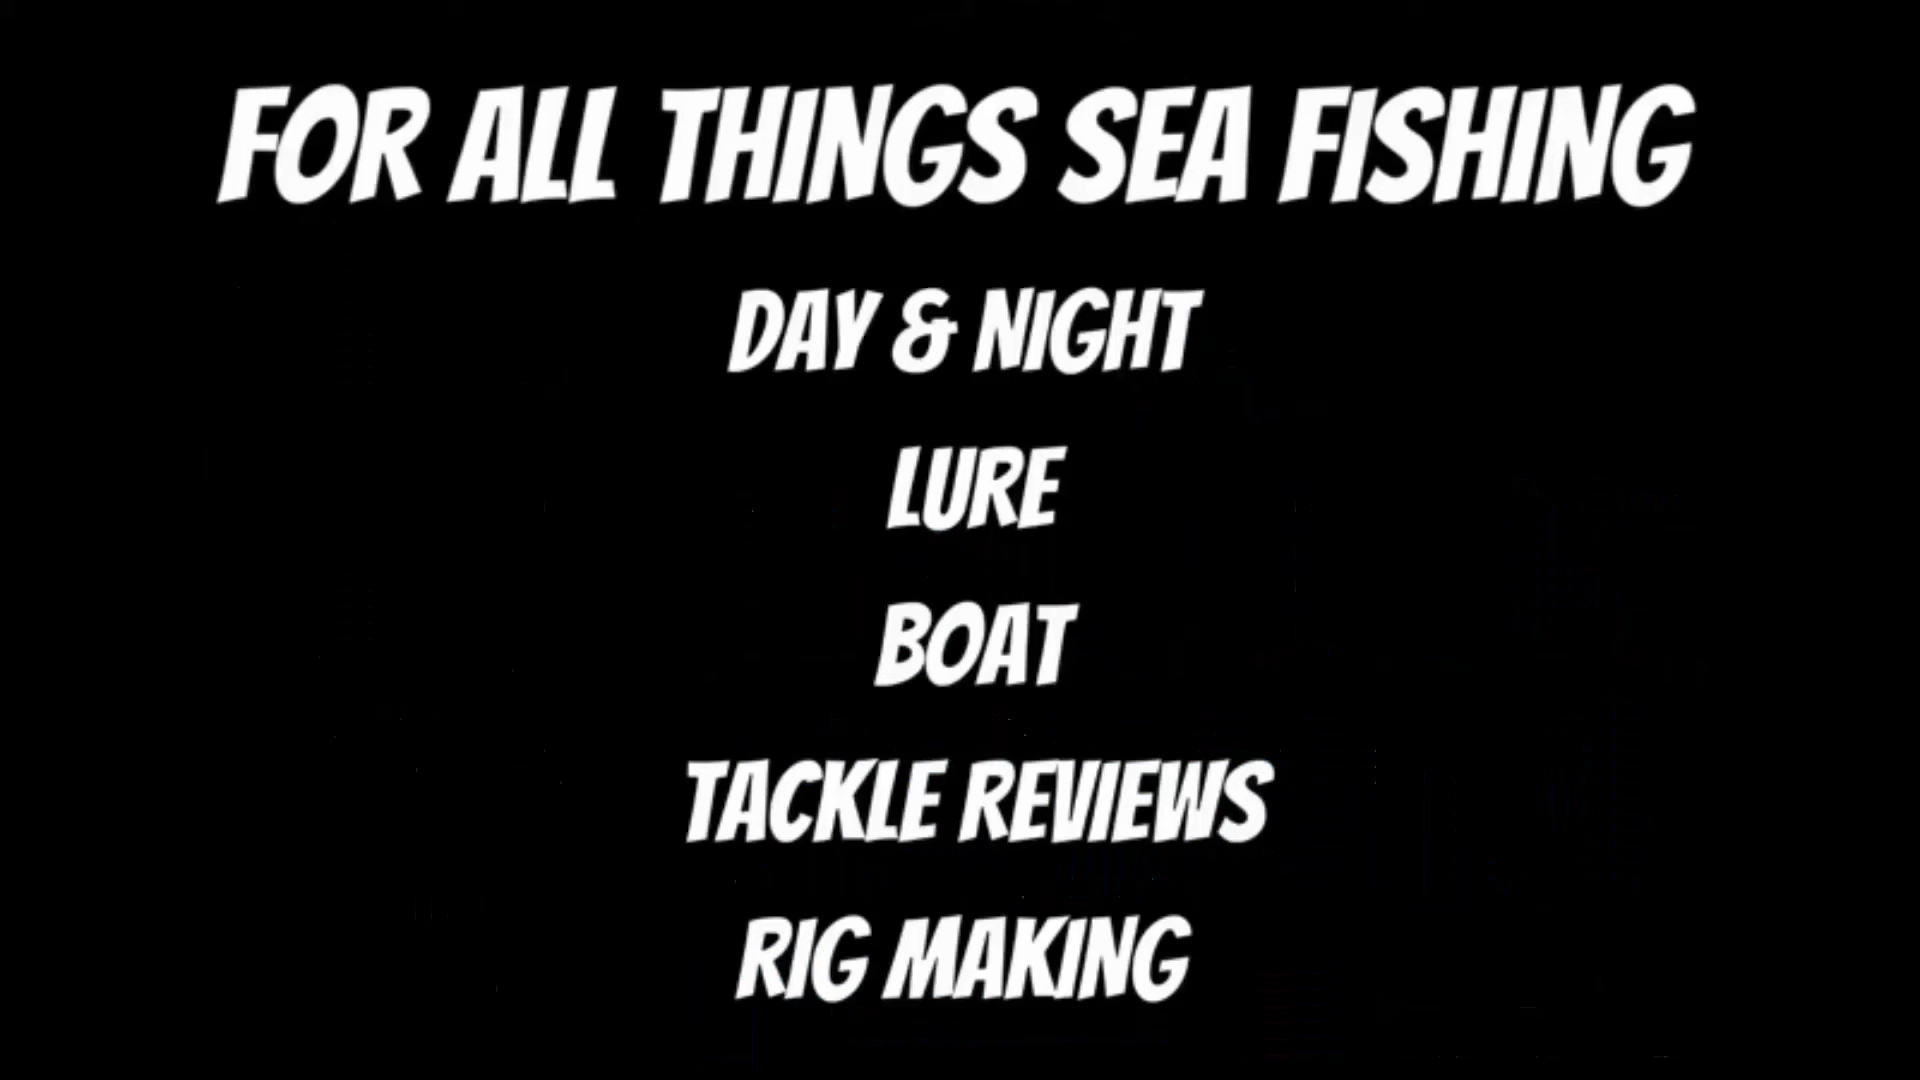 FOR ALL THINGS SEA FISHING
DAY & NIGHT
LURE
BOAT
TACKLE REVIEWS
RIG MAKING